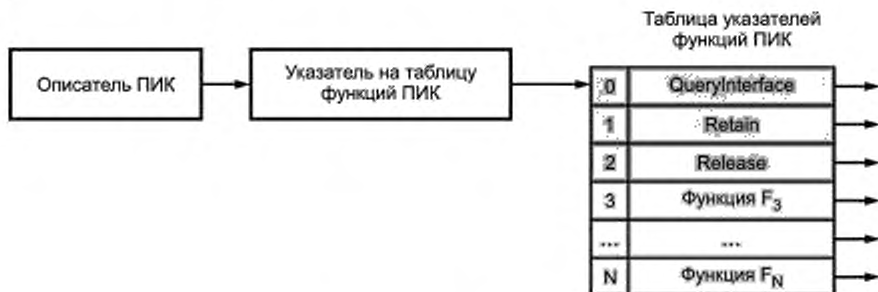 Таблица указателей
функций ПИК
Описатель ПИК
Указатель на таблицу
функций ПИК
0 QueryInterface
1 Retain
2 Release
3 Функция F3
... ...
N Функция FN